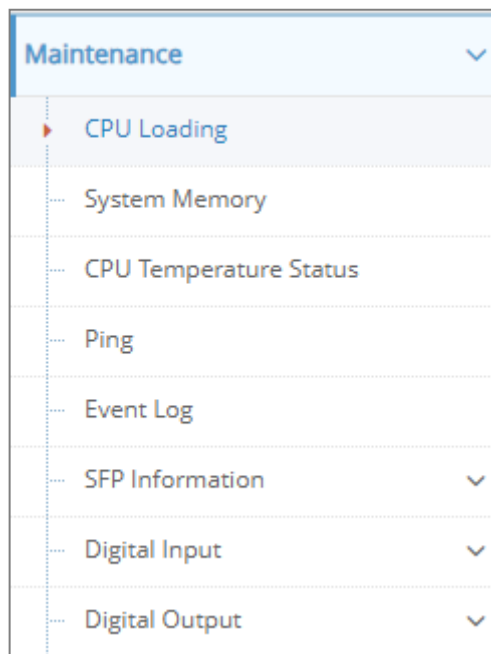 Maintenance
CPU Loading
System Memory
CPU Temperature Status
Ping
Event Log
SFP Information
Digital Input
Digital Output